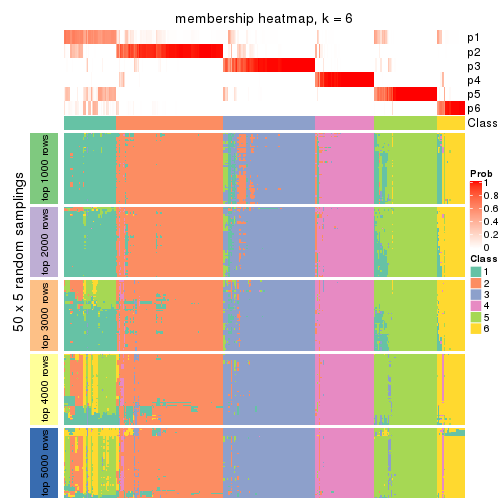 membership heatmap, k = 6
p1
p2
p3
p4
p5
p6
Class
50 x 5 random samplings
top 1000 rows
top 2000 rows
top 3000 rows
top 4000 rows
top 5000 rows
Prob
1
0.8
0.6
0.4
0.2
0
Class
1
2
3
4
5
6